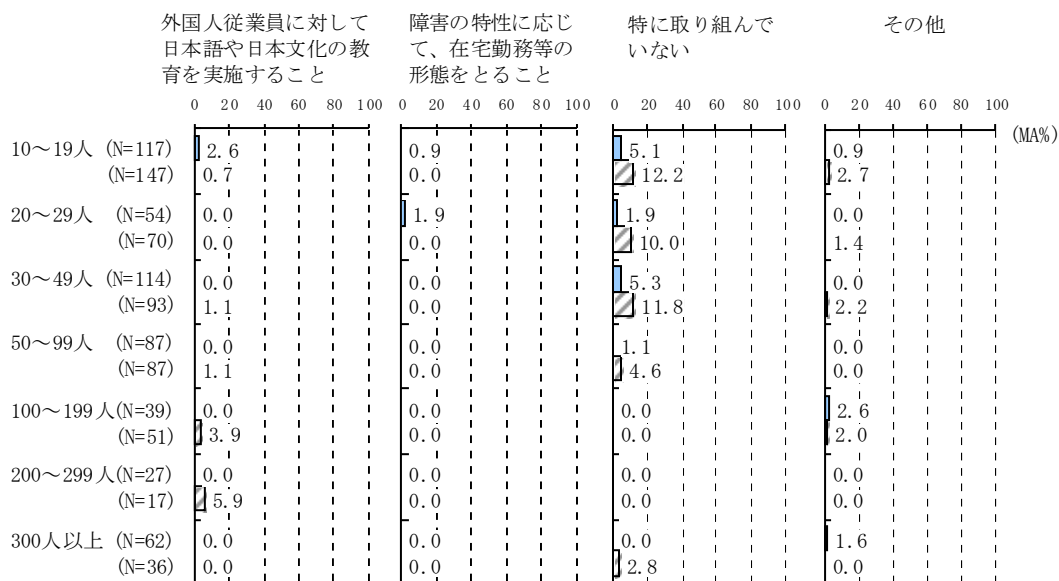 外国人従業員に対して
日本語や日本文化の教
育を実施すること
障害の特性に応じ
て、在宅勤務等の
形態をとること
特に取り組んで
いない
その他
0 20 40 60 80 100 0 20 40 60 80 100 0 20 40 60 80 100 0 20 40 60 80 100
(MA%)
10～19人 (N=117) 2.6 0.9 5.1 0.9
(N=147) 0.7 0.0 12.2 2.7
20～29人 (N=54) 0.0 1.9 1.9 0.0
(N=70) 0.0 0.0 10.0 1.4
30～49人 (N=114) 0.0 0.0 5.3 0.0
(N=93) 1.1 0.0 11.8 2.2
50～99人 (N=87) 0.0 0.0 1.1 0.0
(N=87) 1.1 0.0 4.6 0.0
100～199人(N=39) 0.0 0.0 0.0 2.6
(N=51) 3.9 0.0 0.0 2.0
200～299人(N=27) 0.0 0.0 0.0 0.0
(N=17) 5.9 0.0 0.0 0.0
300人以上 (N=62) 0.0 0.0 0.0 1.6
(N=36) 0.0 0.0 2.8 0.0